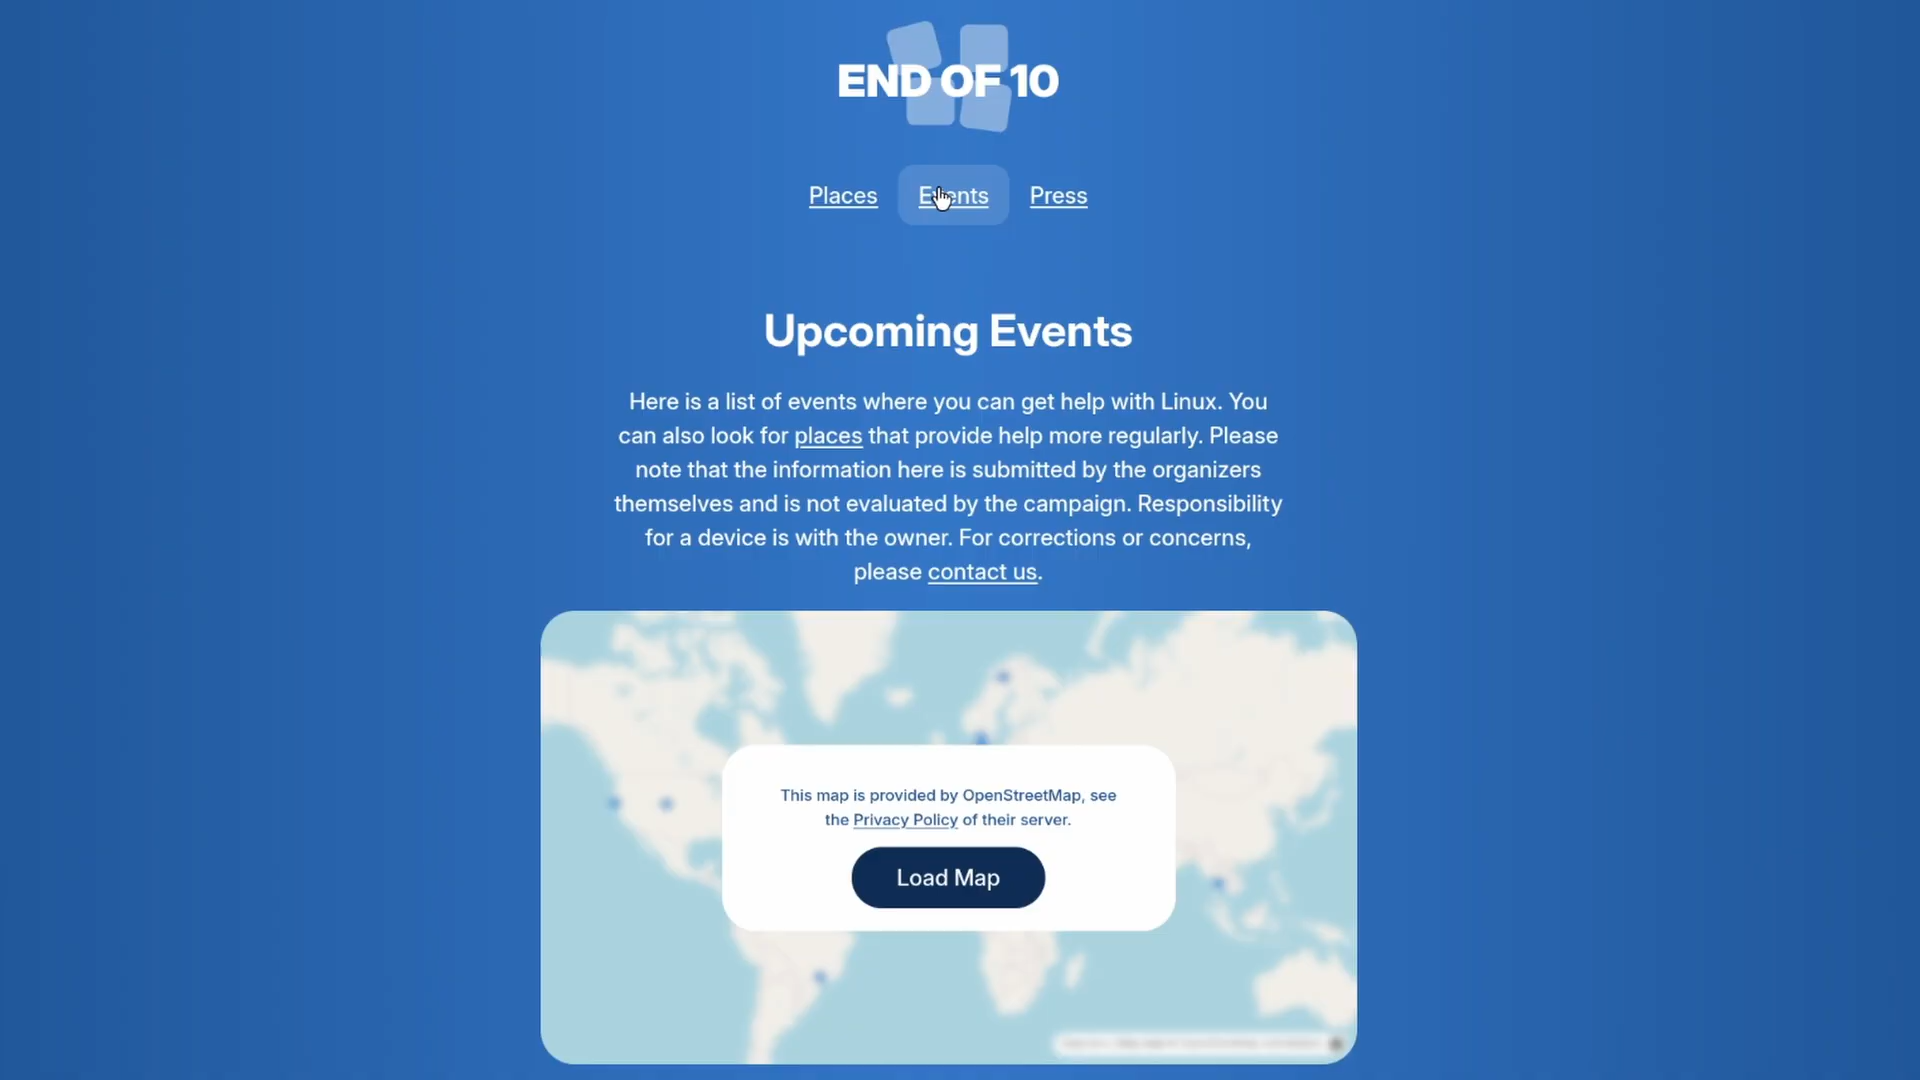 END OF 10
Places Events Press
Upcoming Events
Here is a list of events where you can get help with Linux. You
can also look for places that provide help more regularly. Please
note that the information here is submitted by the organizers
themselves and is not evaluated by the campaign. Responsibility
for a device is with the owner. For corrections or concerns,
please contact us.
This map is provided by OpenStreetMap, see
the Privacy Policy of their server.
Load Map